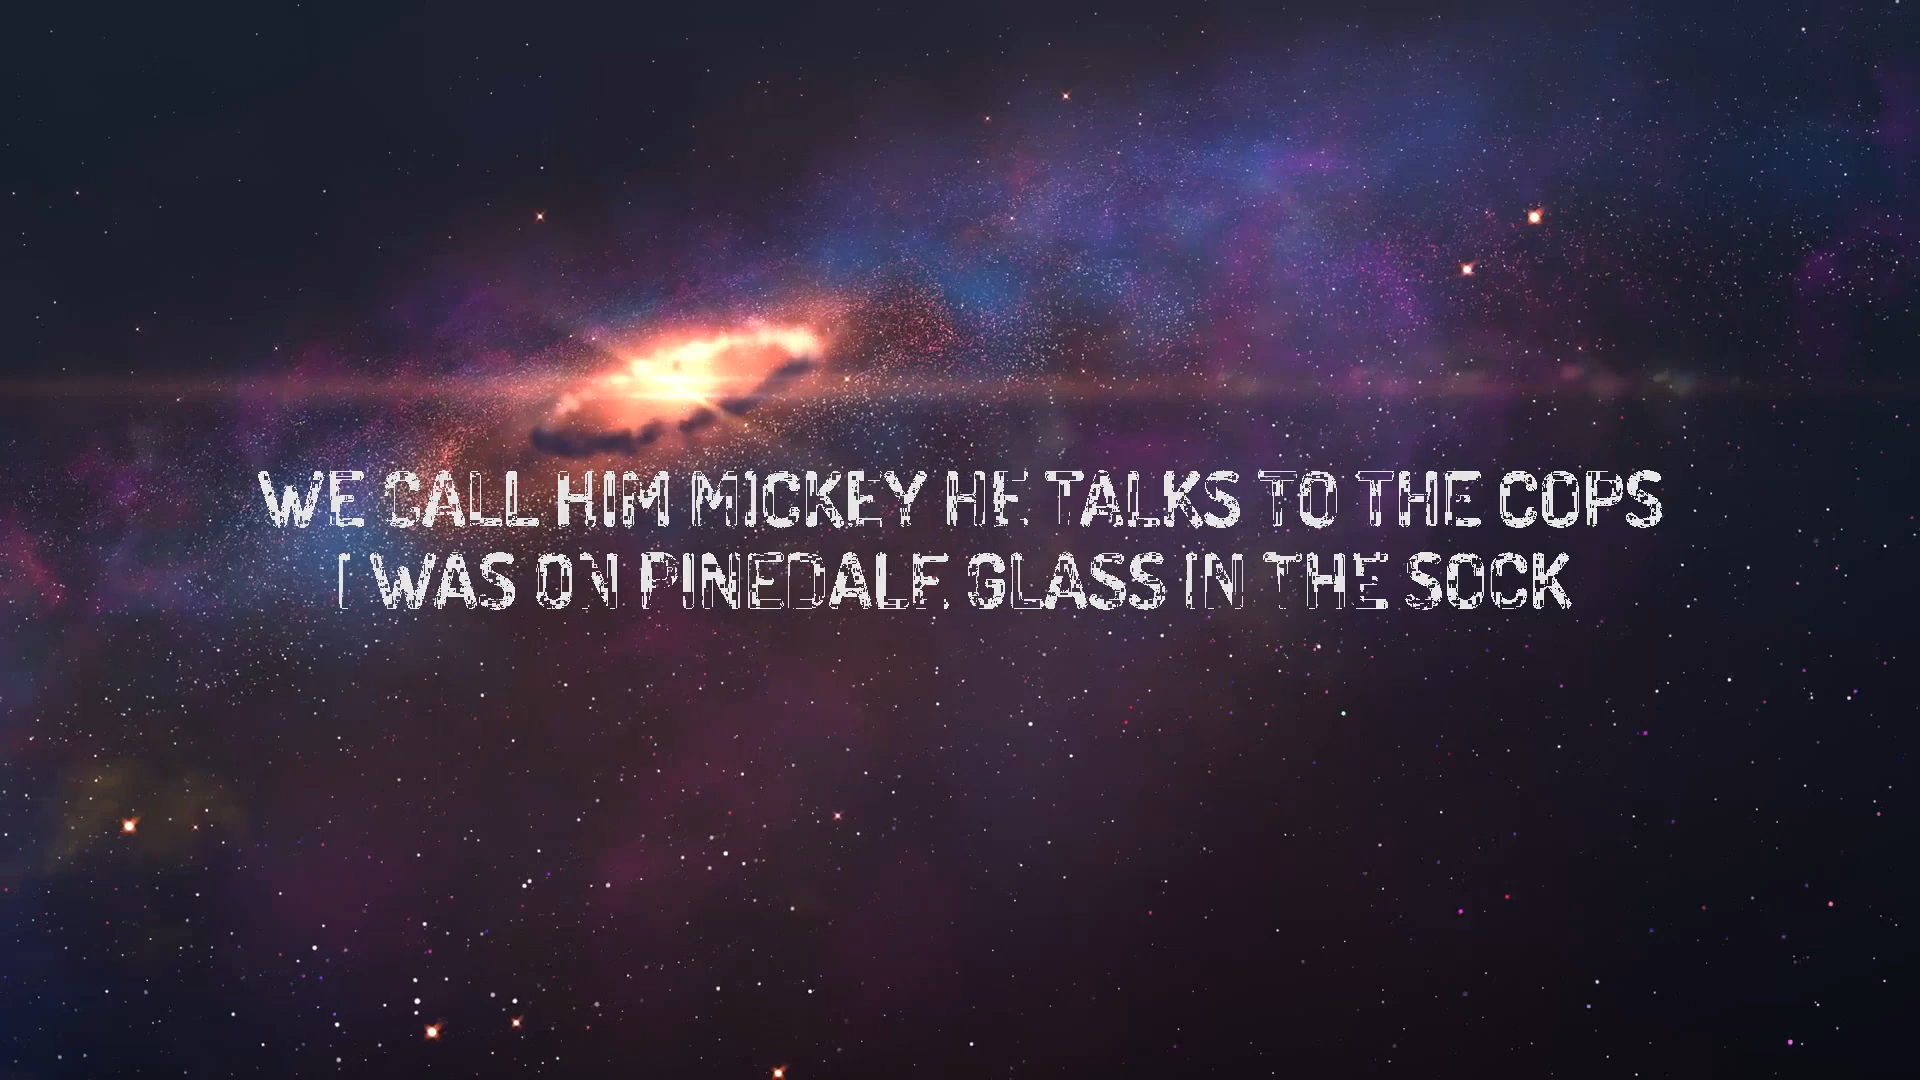 WE CALL HIM MICKEY HE TALKS TO THE COPS
I WAS ON PINEDALE GLASS IN THE SOCK